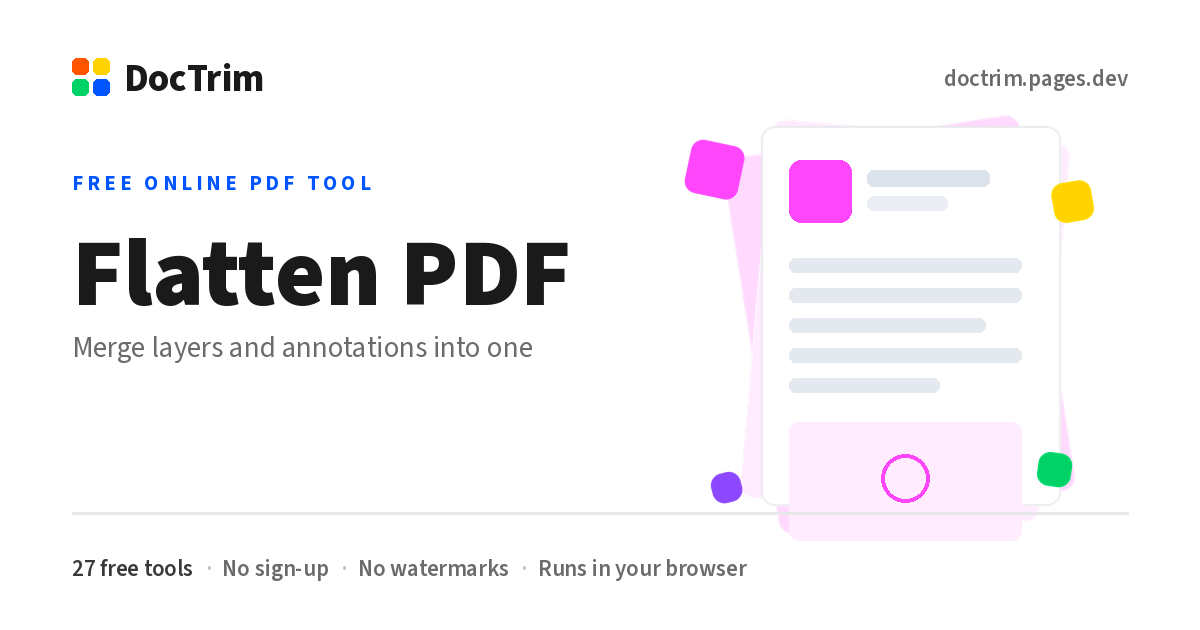 DocTrim
doctrim.pages.dev
FREE ONLINE PDF TOOL
Flatten PDF
Merge layers and annotations into one
27 free tools · No sign-up · No watermarks · Runs in your browser